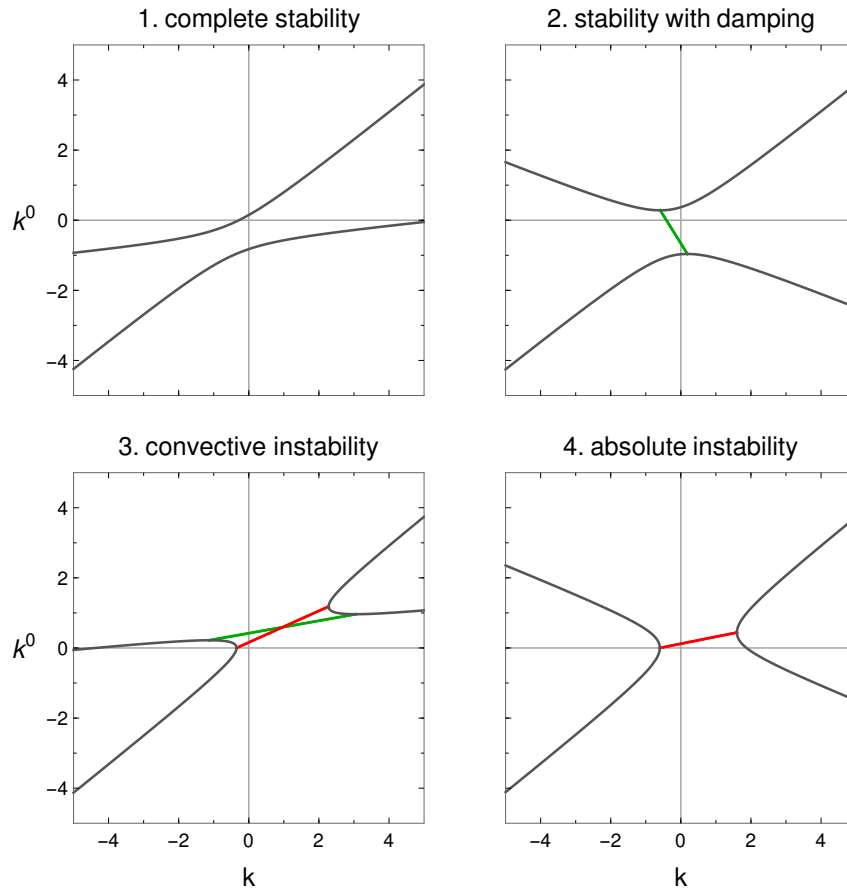 1. complete stability
2. stability with damping
4
2
0
−2
−4
k⁰
3. convective instability
4. absolute instability
4
2
0
−2
−4
k⁰
−4 −2 0 2 4
−4 −2 0 2 4
k
k